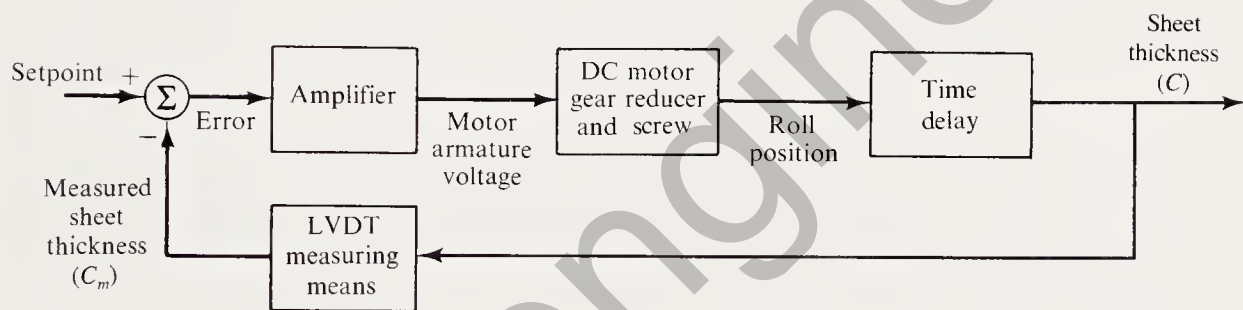 Setpoint
+
Σ
−
Error
Amplifier
Motor
armature
voltage
DC motor
gear reducer
and screw
Roll
position
Time
delay
Sheet
thickness
(C)
Measured
sheet
thickness
(Cₘ)
LVDT
measuring
means